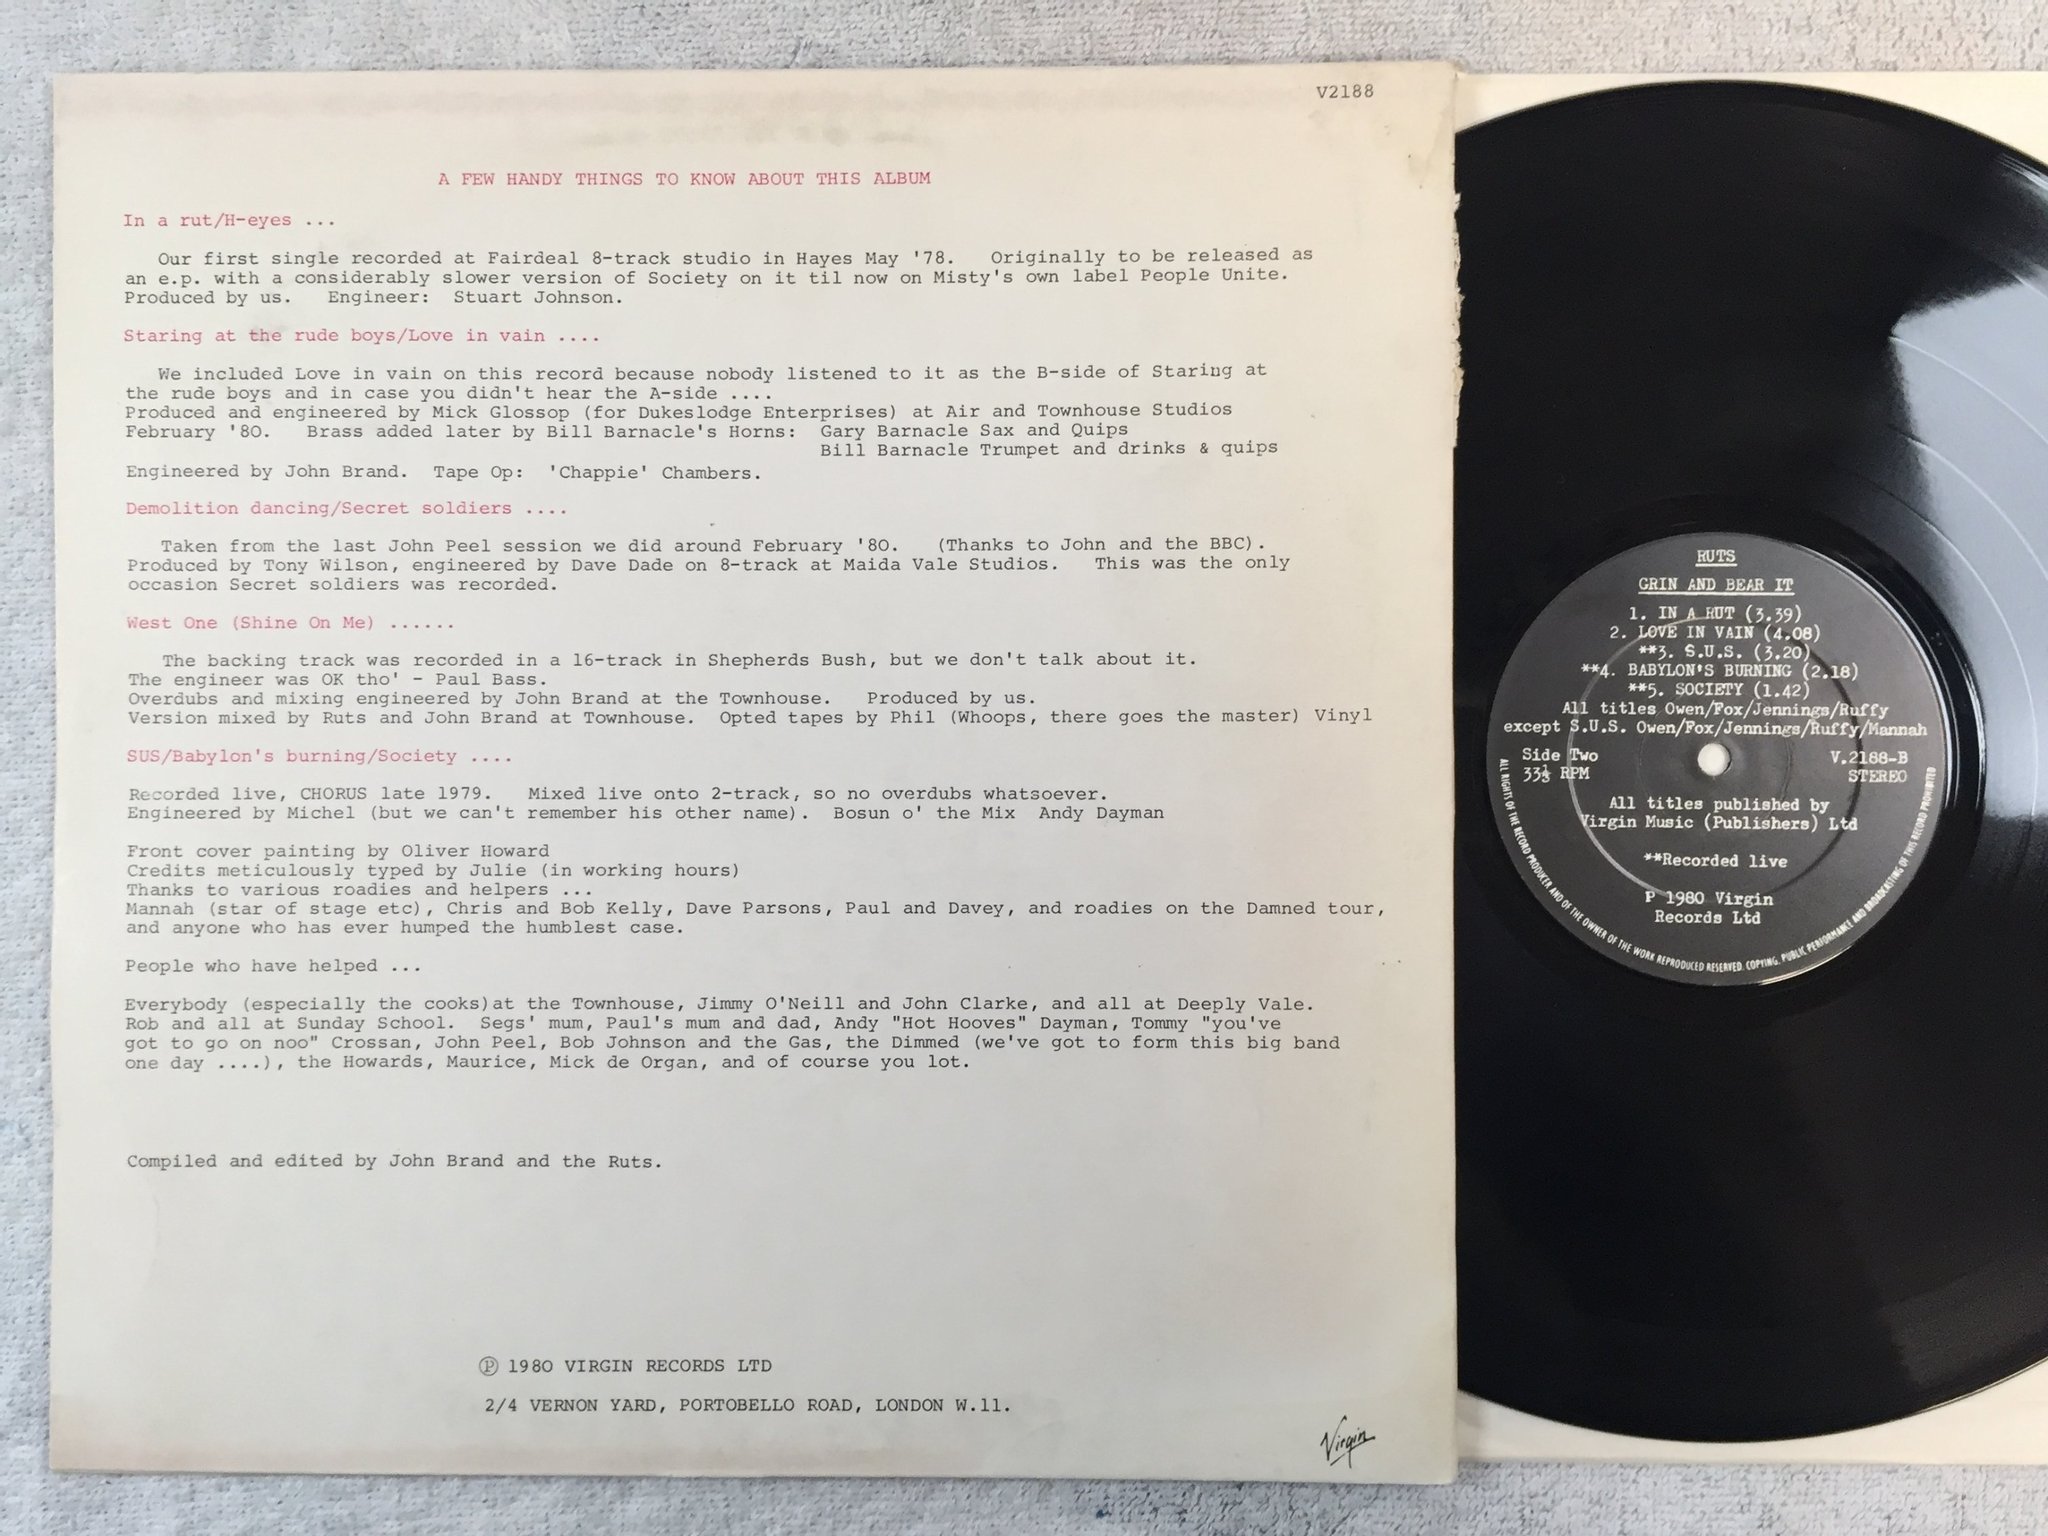 V2188
A FEW HANDY THINGS TO KNOW ABOUT THIS ALBUM
In a rut/H-eyes ...
Our first single recorded at Fairdeal 8-track studio in Hayes May '78. Originally to be released as
an e.p. with a considerably slower version of Society on it til now on Misty's own label People Unite.
Produced by us. Engineer: Stuart Johnson.
Staring at the rude boys/Love in vain ....
We included Love in vain on this record because nobody listened to it as the B-side of Staring at
the rude boys and in case you didn't hear the A-side ....
Produced and engineered by Mick Glossop (for Dukeslodge Enterprises) at Air and Townhouse Studios
February '80. Brass added later by Bill Barnacle's Horns: Gary Barnacle Sax and Quips
Bill Barnacle Trumpet and drinks & quips
Engineered by John Brand. Tape Op: 'Chappie' Chambers.
Demolition dancing/Secret soldiers ....
Taken from the last John Peel session we did around February '80. (Thanks to John and the BBC).
Produced by Tony Wilson, engineered by Dave Dade on 8-track at Maida Vale Studios. This was the only
occasion Secret soldiers was recorded.
West One (Shine On Me) ......
The backing track was recorded in a 16-track in Shepherds Bush, but we don't talk about it.
The engineer was OK tho' - Paul Bass.
Overdubs and mixing engineered by John Brand at the Townhouse. Produced by us.
Version mixed by Ruts and John Brand at Townhouse. Opted tapes by Phil (Whoops, there goes the master) Vinyl
SUS/Babylon's burning/Society ....
Recorded live, CHORUS late 1979. Mixed live onto 2-track, so no overdubs whatsoever.
Engineered by Michel (but we can't remember his other name). Bosun o' the Mix Andy Dayman
Front cover painting by Oliver Howard
Credits meticulously typed by Julie (in working hours)
Thanks to various roadies and helpers ...
Mannah (star of stage etc), Chris and Bob Kelly, Dave Parsons, Paul and Davey, and roadies on the Damned tour,
and anyone who has ever humped the humblest case.
People who have helped ...
Everybody (especially the cooks)at the Townhouse, Jimmy O'Neill and John Clarke, and all at Deeply Vale.
Rob and all at Sunday School. Segs' mum, Paul's mum and dad, Andy "Hot Hooves" Dayman, Tommy "you've
got to go on noo" Crossan, John Peel, Bob Johnson and the Gas, the Dimmed (we've got to form this big band
one day ....), the Howards, Maurice, Mick de Organ, and of course you lot.
Compiled and edited by John Brand and the Ruts.
Ⓟ 1980 VIRGIN RECORDS LTD
2/4 VERNON YARD, PORTOBELLO ROAD, LONDON W.11.
Virgin
RUTS
GRIN AND BEAR IT
1. IN A RUT (3.39)
2. LOVE IN VAIN (4.08)
**3. S.U.S. (3.20)
**4. BABYLON'S BURNING (2.18)
**5. SOCIETY (1.42)
All titles Owen/Fox/Jennings/Ruffy
except S.U.S. Owen/Fox/Jennings/Ruffy/Mannah
Side Two V.2188-B
33⅓ RPM STEREO
All titles published by
Virgin Music (Publishers) Ltd
**Recorded live
P 1980 Virgin
Records Ltd
ALL RIGHTS OF THE RECORD PRODUCER AND OF THE OWNER OF THE WORK REPRODUCED RESERVED. COPYING, PUBLIC PERFORMANCE AND BROADCASTING OF THIS RECORD PROHIBITED